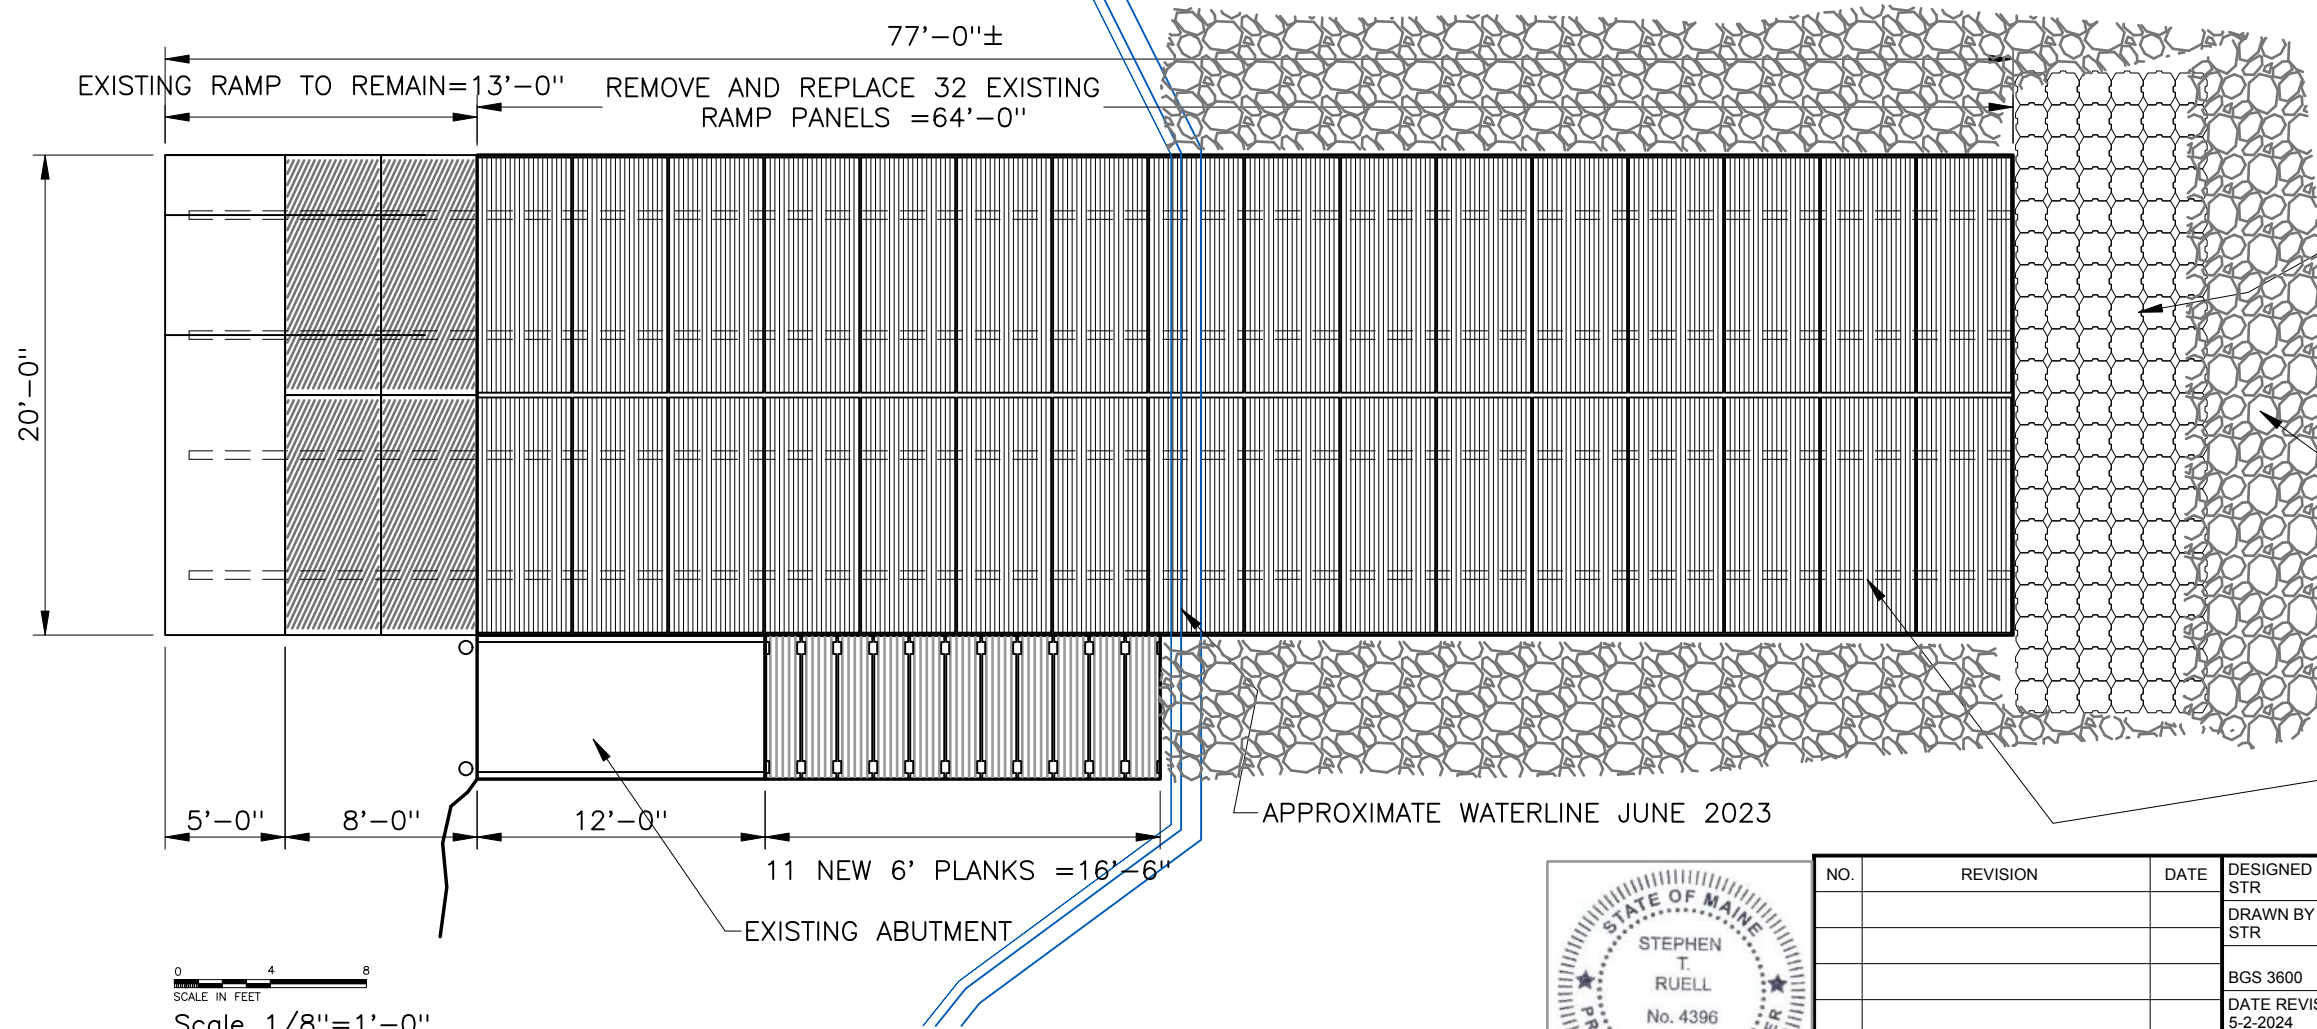 77'-0"±
EXISTING RAMP TO REMAIN=13'-0"
REMOVE AND REPLACE 32 EXISTING
RAMP PANELS =64'-0"
20'-0"
5'-0"
8'-0"
12'-0"
11 NEW 6' PLANKS =16'-6"
APPROXIMATE WATERLINE JUNE 2023
EXISTING ABUTMENT
0 4 8
SCALE IN FEET
Scale 1/8"=1'-0"
STATE OF MAINE
STEPHEN
T.
RUELL
No. 4396
NO. REVISION DATE
DESIGNED
STR
DRAWN BY
STR
BGS 3600
DATE REVIS
5-2-2024